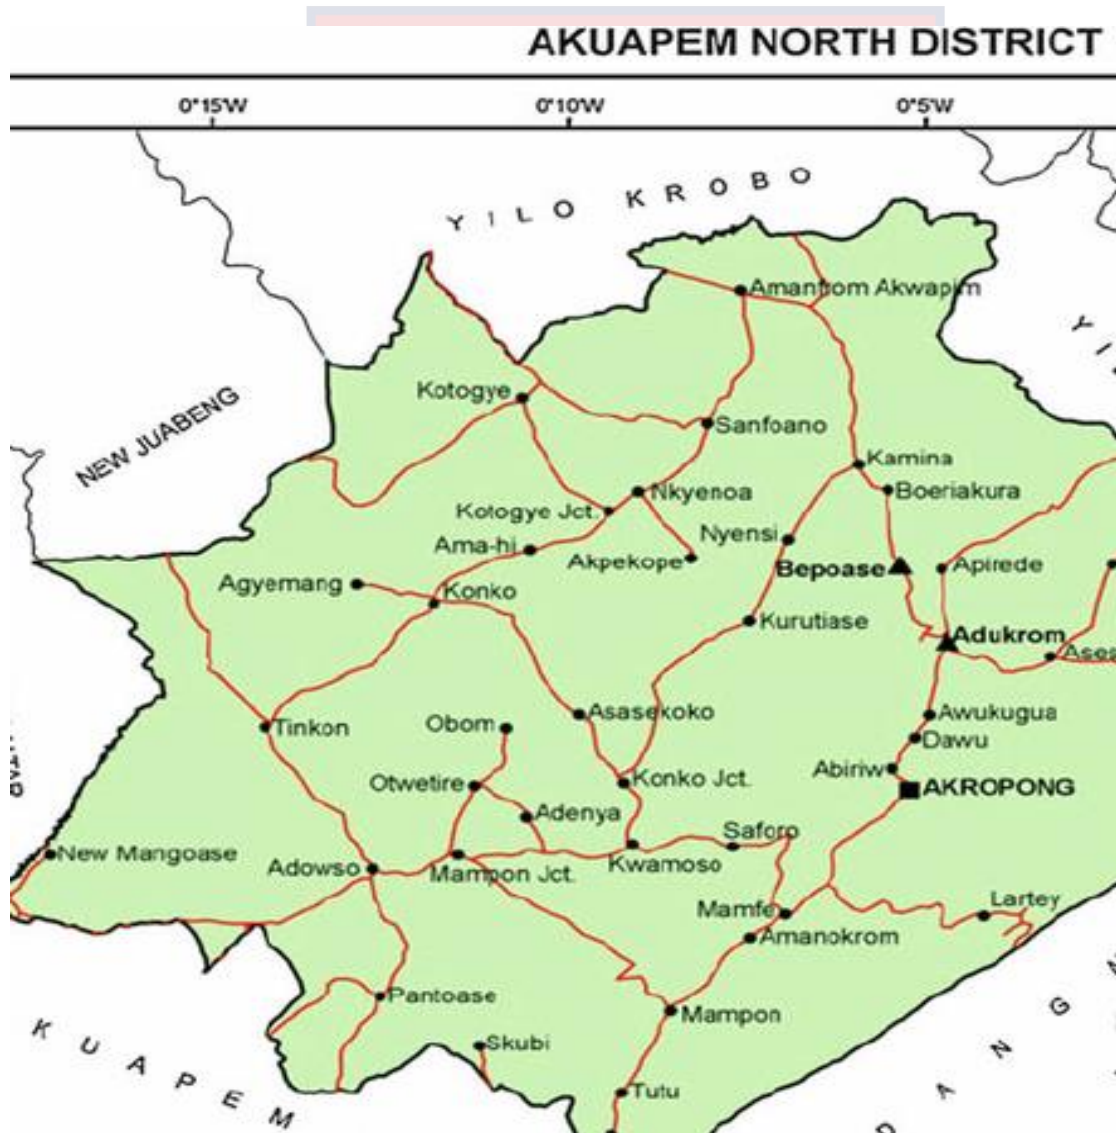 AKUAPEM NORTH DISTRICT
0°15'W 0°10'W 0°5'W
YILO KROBO
Amanfrom Akwapim
Kotogye
NEW JUABENG
Sanfoano
Kamina
Nkyenoa
Boeriakura
Kotogye Jct.
Nyensi
Ama-hi
Akpekope
Bepoase
Apirede
Agyemang
Konko
Kurutiase
Adukrom
Asasekoko
Awukugua
Obom
Tinkon
Dawu
Abiriw
Konko Jct.
Otwetire
AKROPONG
Adenya
Saforo
New Mangoase
Kwamoso
Adowso
Mampon Jct.
Lartey
Mamfe
Amanokrom
Pantoase
Mampon
KUAPEM
Skubi
Tutu